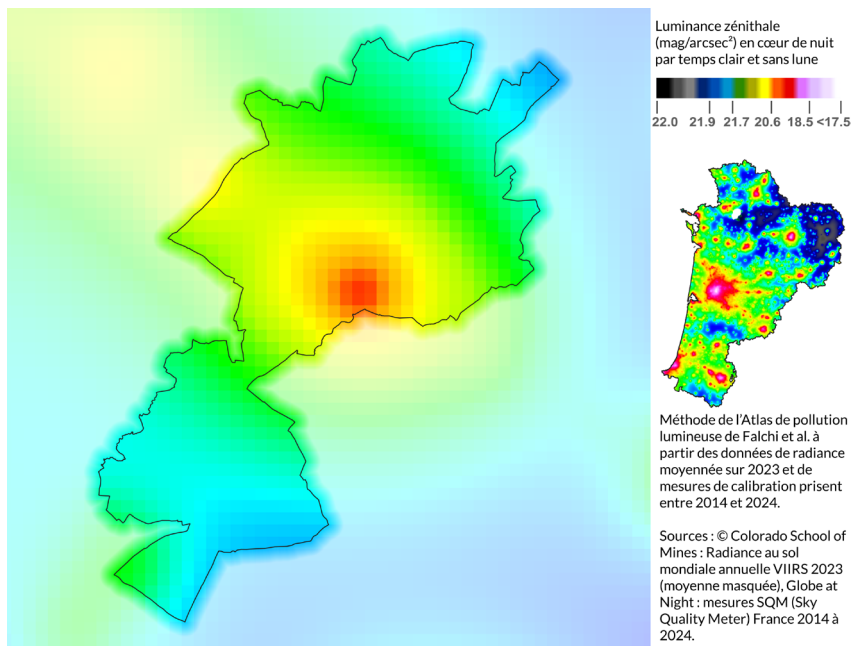 Luminance zénithale
(mag/arcsec²) en cœur de nuit
par temps clair et sans lune
22.0 21.9 21.7 20.6 18.5 <17.5
Méthode de l'Atlas de pollution
lumineuse de Falchi et al. à
partir des données de radiance
moyennée sur 2023 et de
mesures de calibration prisent
entre 2014 et 2024.
Sources : © Colorado School of
Mines : Radiance au sol
mondiale annuelle VIIRS 2023
(moyenne masquée), Globe at
Night : mesures SQM (Sky
Quality Meter) France 2014 à
2024.